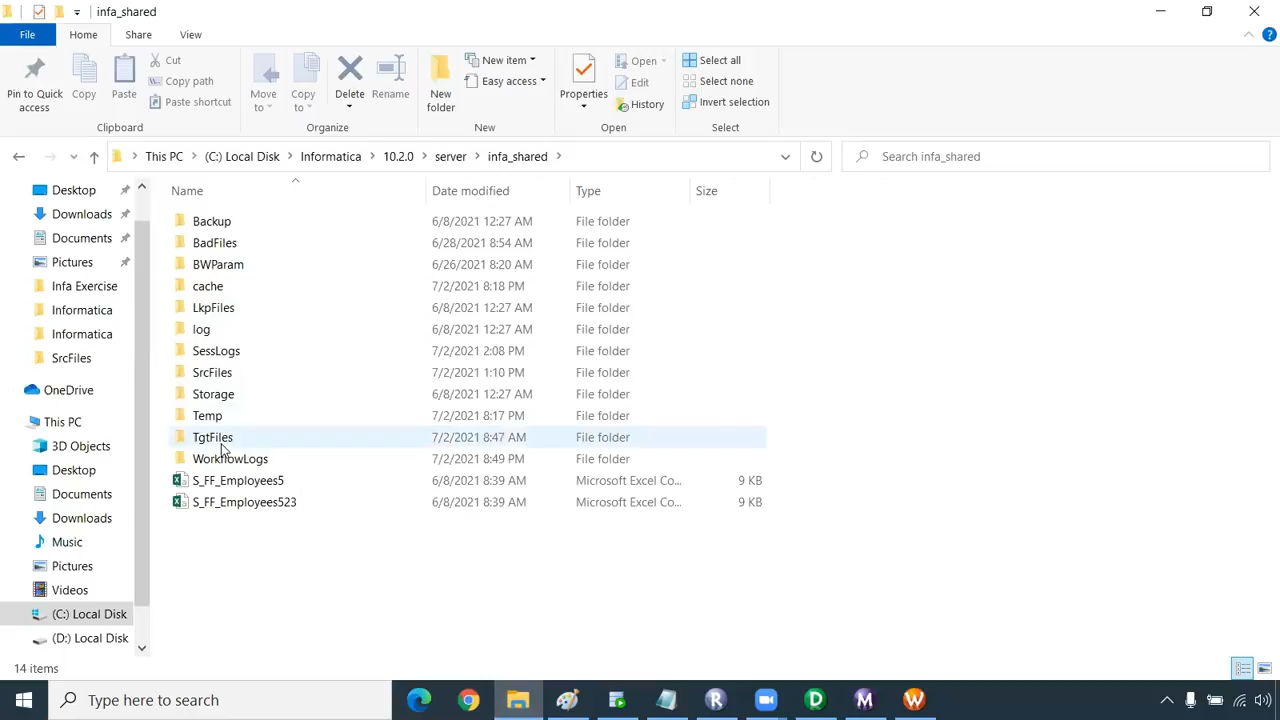 infa_shared
File Home Share View
Pin to Quick access
Copy
Paste
Cut
Copy path
Paste shortcut
Clipboard
Move to
Copy to
Delete
Rename
Organize
New folder
New item
Easy access
New
Properties
Open
Edit
History
Open
Select all
Select none
Invert selection
Select
This PC (C:) Local Disk Informatica 10.2.0 server infa_shared
Search infa_shared
Desktop
Downloads
Documents
Pictures
Infa Exercise
Informatica
Informatica
SrcFiles
OneDrive
This PC
3D Objects
Desktop
Documents
Downloads
Music
Pictures
Videos
(C:) Local Disk
(D:) Local Disk
Name Date modified Type Size
Backup 6/8/2021 12:27 AM File folder
BadFiles 6/28/2021 8:54 AM File folder
BWParam 6/26/2021 8:20 AM File folder
cache 7/2/2021 8:18 PM File folder
LkpFiles 6/8/2021 12:27 AM File folder
log 6/8/2021 12:27 AM File folder
SessLogs 7/2/2021 2:08 PM File folder
SrcFiles 7/2/2021 1:10 PM File folder
Storage 6/8/2021 12:27 AM File folder
Temp 7/2/2021 8:17 PM File folder
TgtFiles 7/2/2021 8:47 AM File folder
WorkflowLogs 7/2/2021 8:49 PM File folder
S_FF_Employees5 6/8/2021 8:39 AM Microsoft Excel Co... 9 KB
S_FF_Employees523 6/8/2021 8:39 AM Microsoft Excel Co... 9 KB
14 items
Type here to search
R D M W